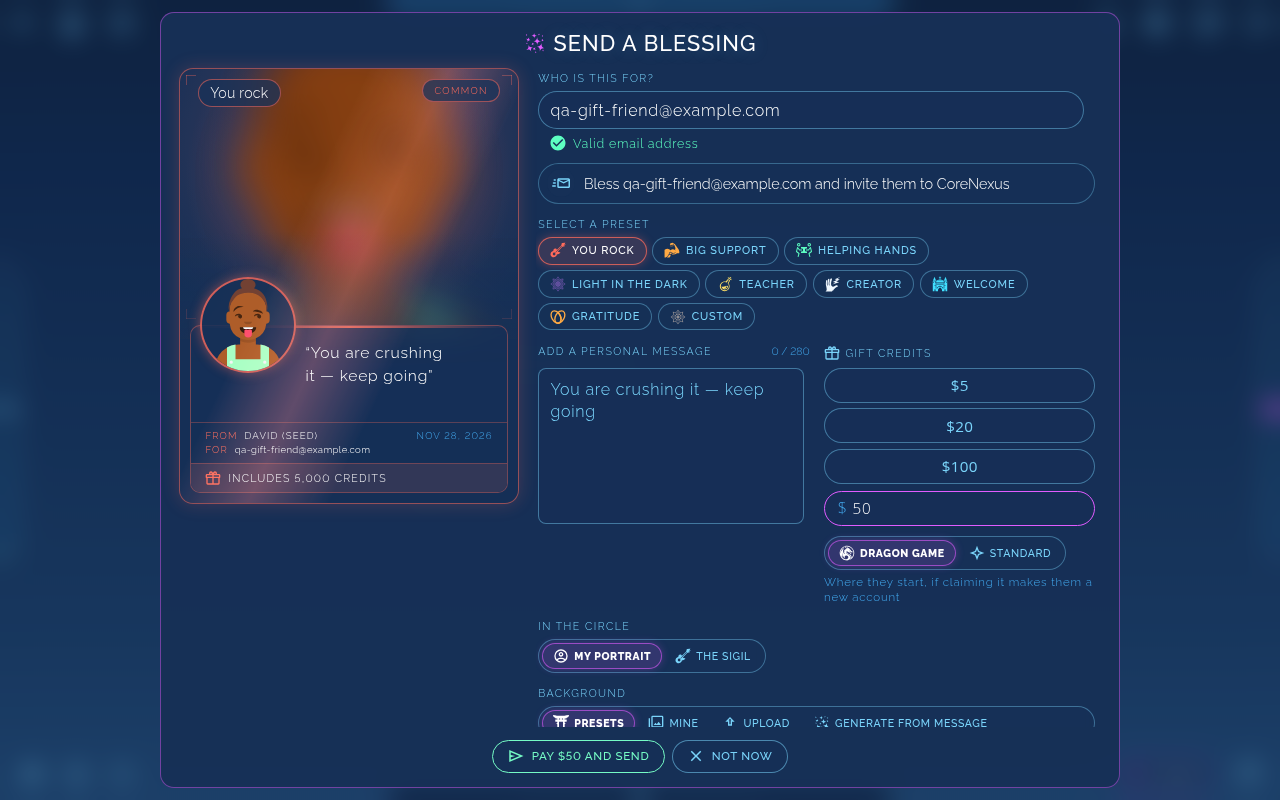 SEND A BLESSING
You rock
COMMON
“You are crushing
it — keep going”
FROM DAVID (SEED)
NOV 28, 2026
FOR qa-gift-friend@example.com
INCLUDES 5,000 CREDITS
WHO IS THIS FOR?
qa-gift-friend@example.com
Valid email address
Bless qa-gift-friend@example.com and invite them to CoreNexus
SELECT A PRESET
YOU ROCK
BIG SUPPORT
HELPING HANDS
LIGHT IN THE DARK
TEACHER
CREATOR
WELCOME
GRATITUDE
CUSTOM
ADD A PERSONAL MESSAGE
0 / 280
You are crushing it — keep
going
GIFT CREDITS
$5
$20
$100
$ 50
DRAGON GAME
STANDARD
Where they start, if claiming it makes them a
new account
IN THE CIRCLE
MY PORTRAIT
THE SIGIL
BACKGROUND
PRESETS
MINE
UPLOAD
GENERATE FROM MESSAGE
PAY $50 AND SEND
NOT NOW